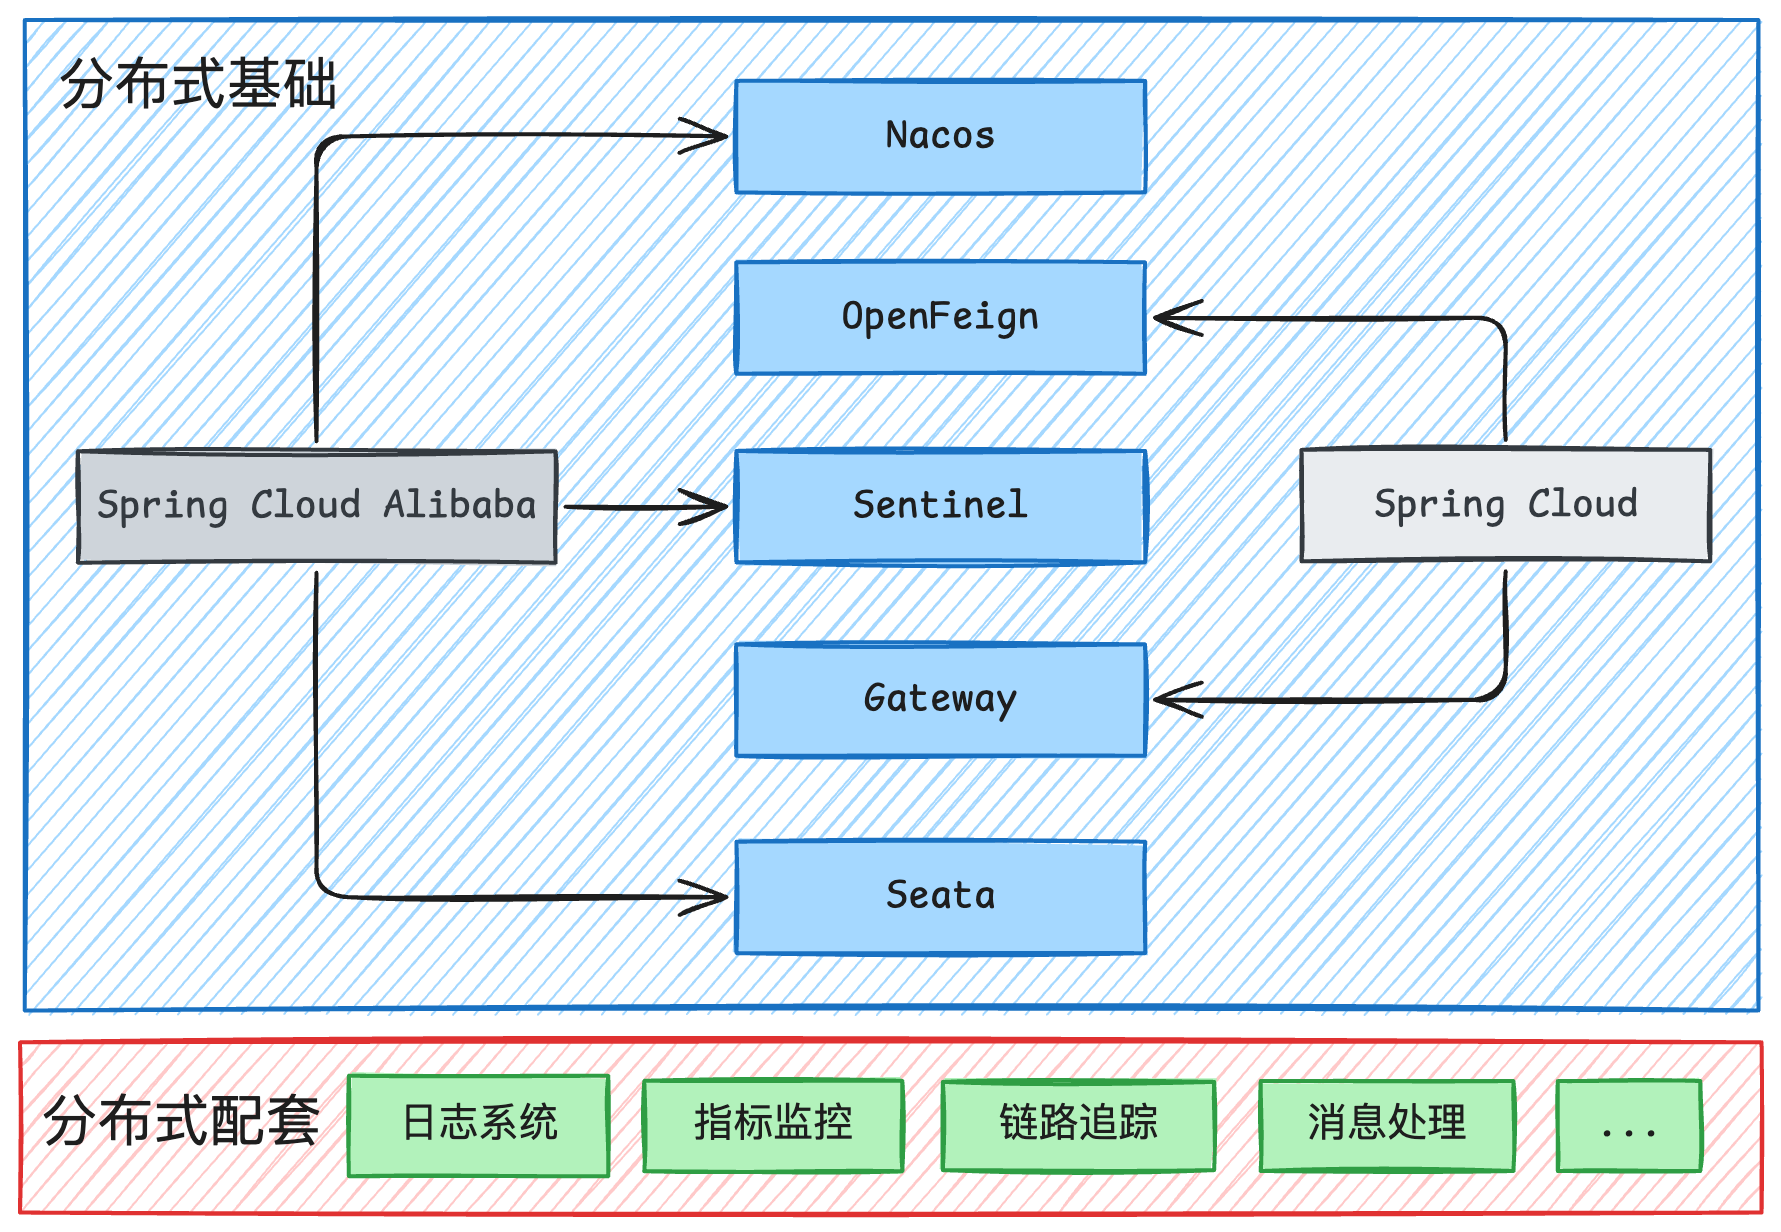 分布式基础
Nacos
OpenFeign
Spring Cloud Alibaba
Sentinel
Spring Cloud
Gateway
Seata
分布式配套
日志系统
指标监控
链路追踪
消息处理
...